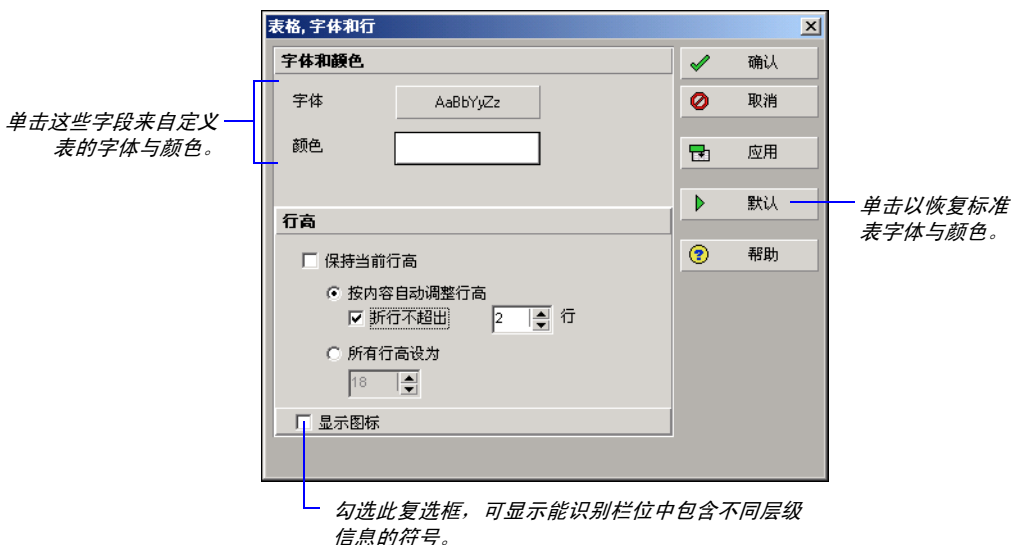 表格,字体和行
字体和颜色
字体
AaBbYyZz
颜色
行高
保持当前行高
按内容自动调整行高
折行不超出 2 行
所有行高设为
18
显示图标
确认
取消
应用
默认
帮助
单击这些字段来自定义
表的字体与颜色。
单击以恢复标准
表字体与颜色。
勾选此复选框，可显示能识别栏位中包含不同层级
信息的符号。